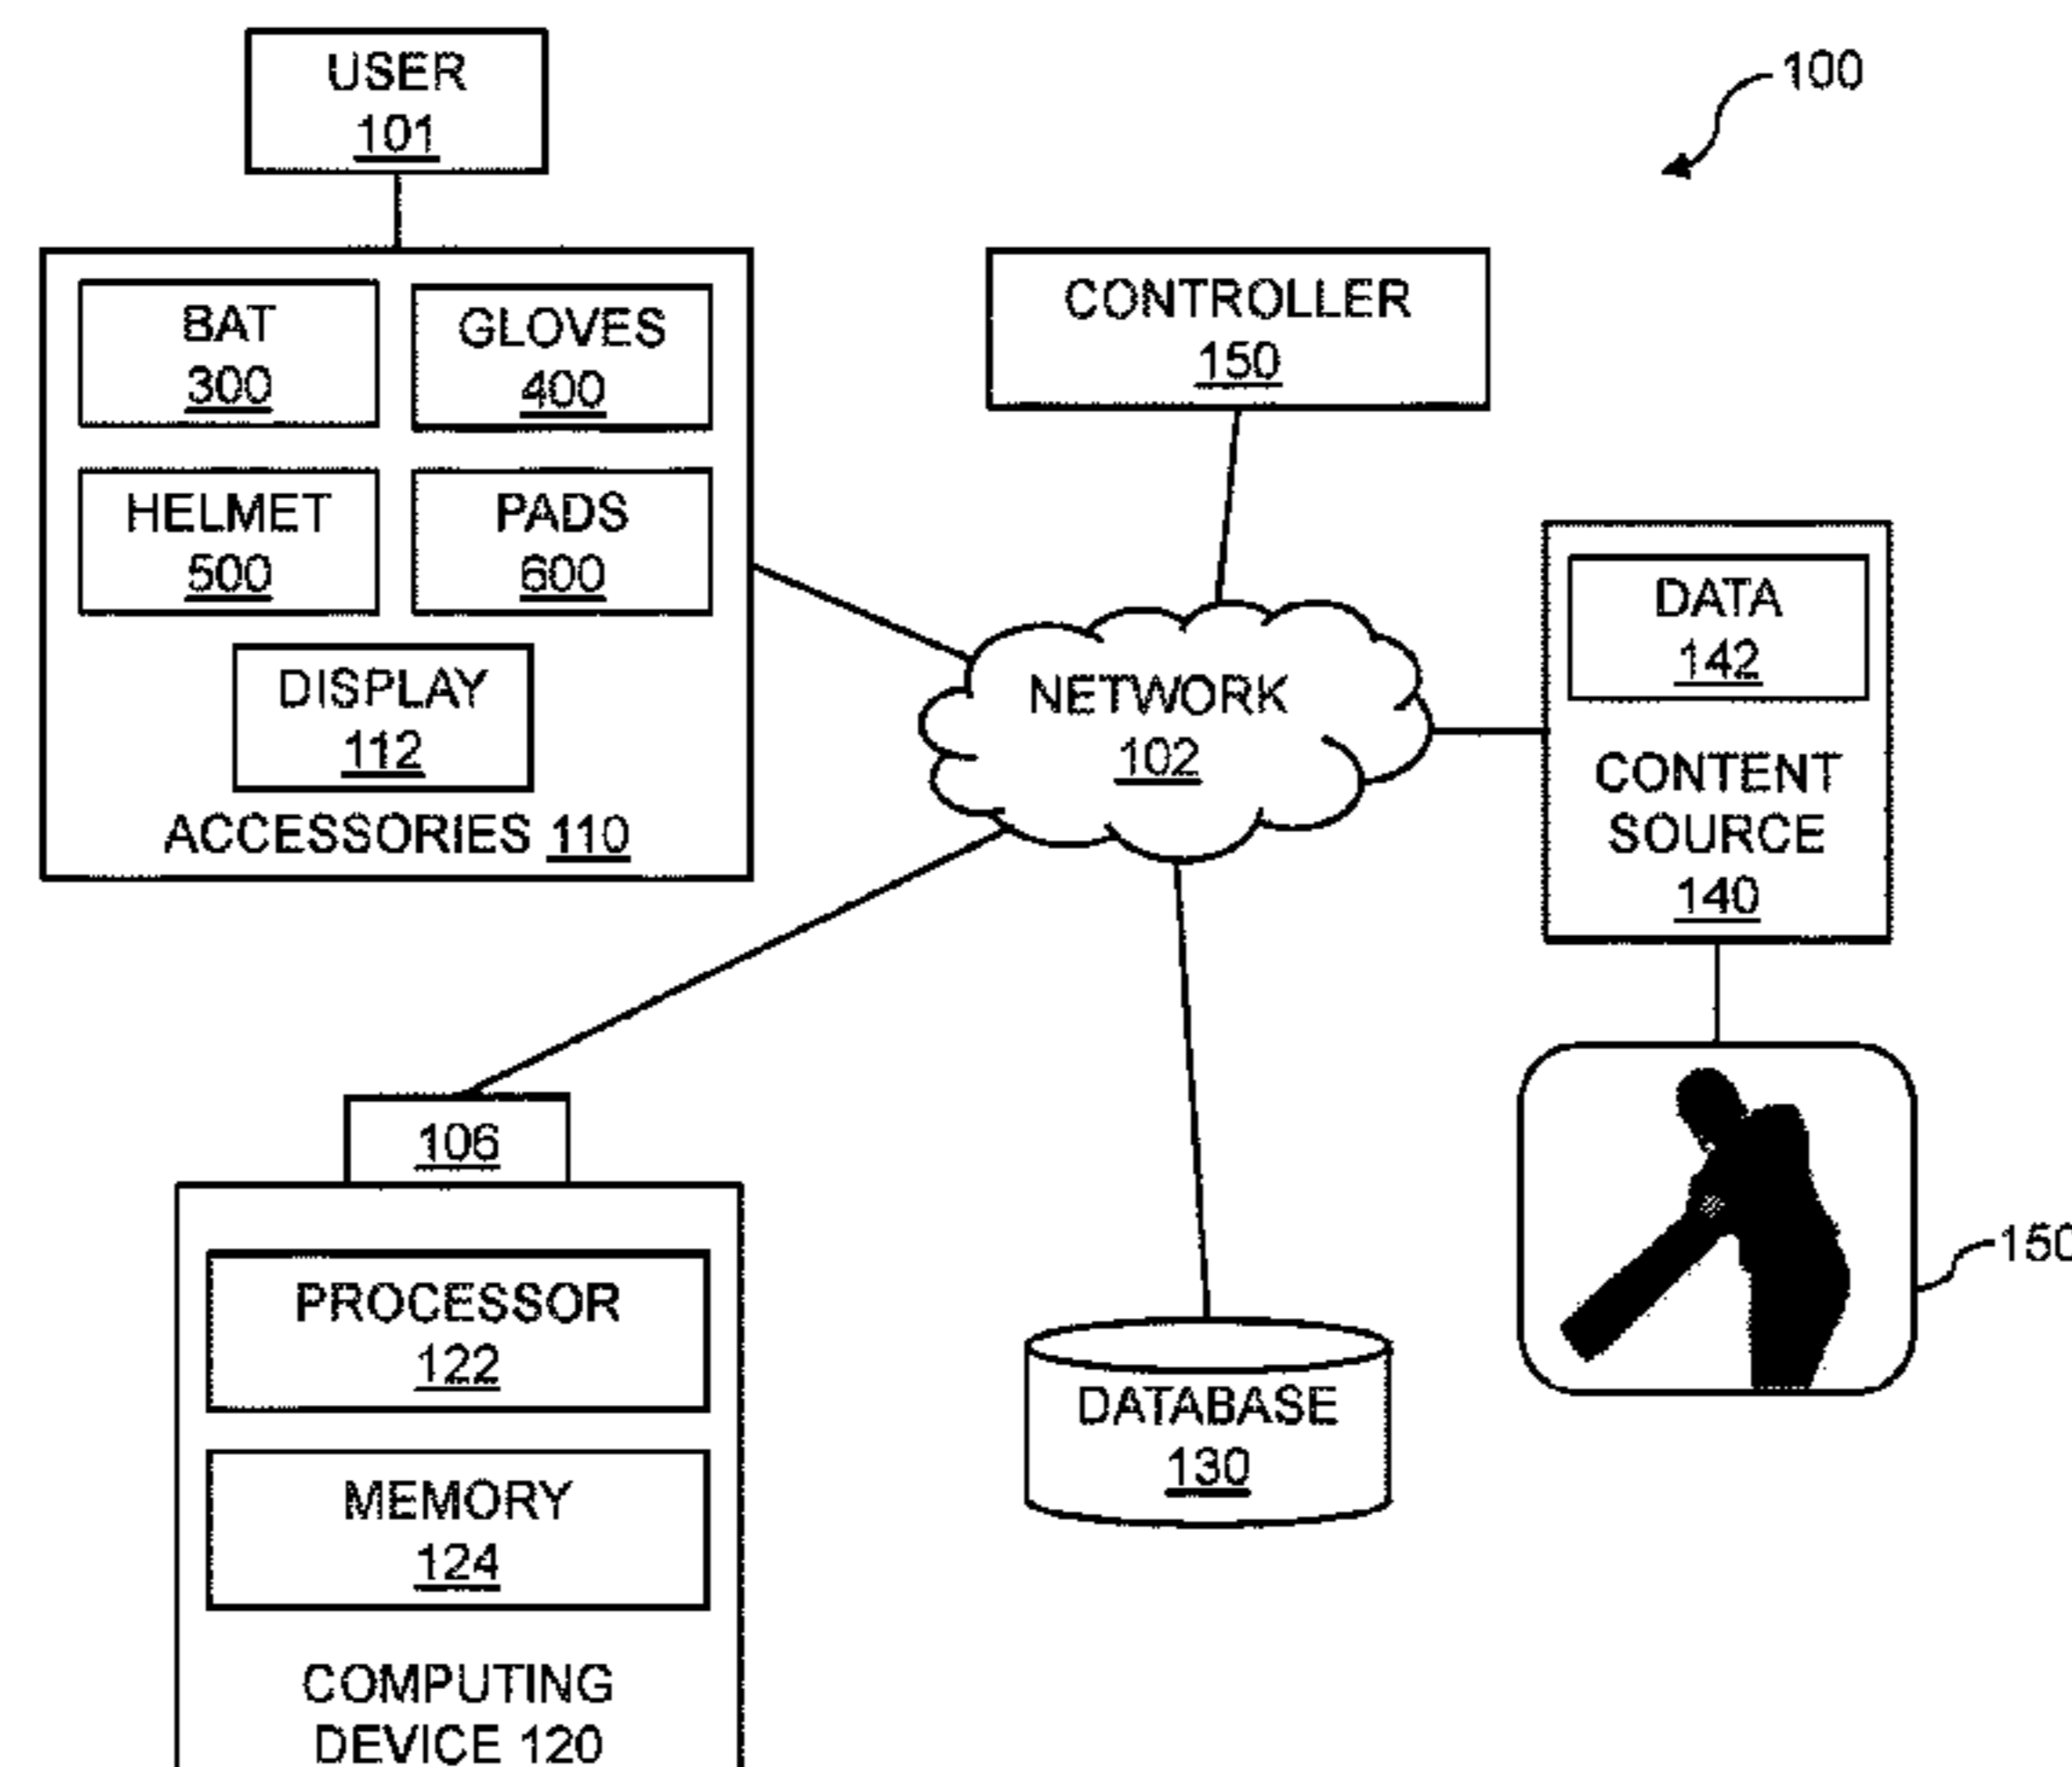 USER
101
100
BAT
300
GLOVES
400
HELMET
500
PADS
600
DISPLAY
112
ACCESSORIES 110
CONTROLLER
150
NETWORK
102
DATA
142
CONTENT
SOURCE
140
150
106
PROCESSOR
122
MEMORY
124
COMPUTING
DEVICE 120
DATABASE
130